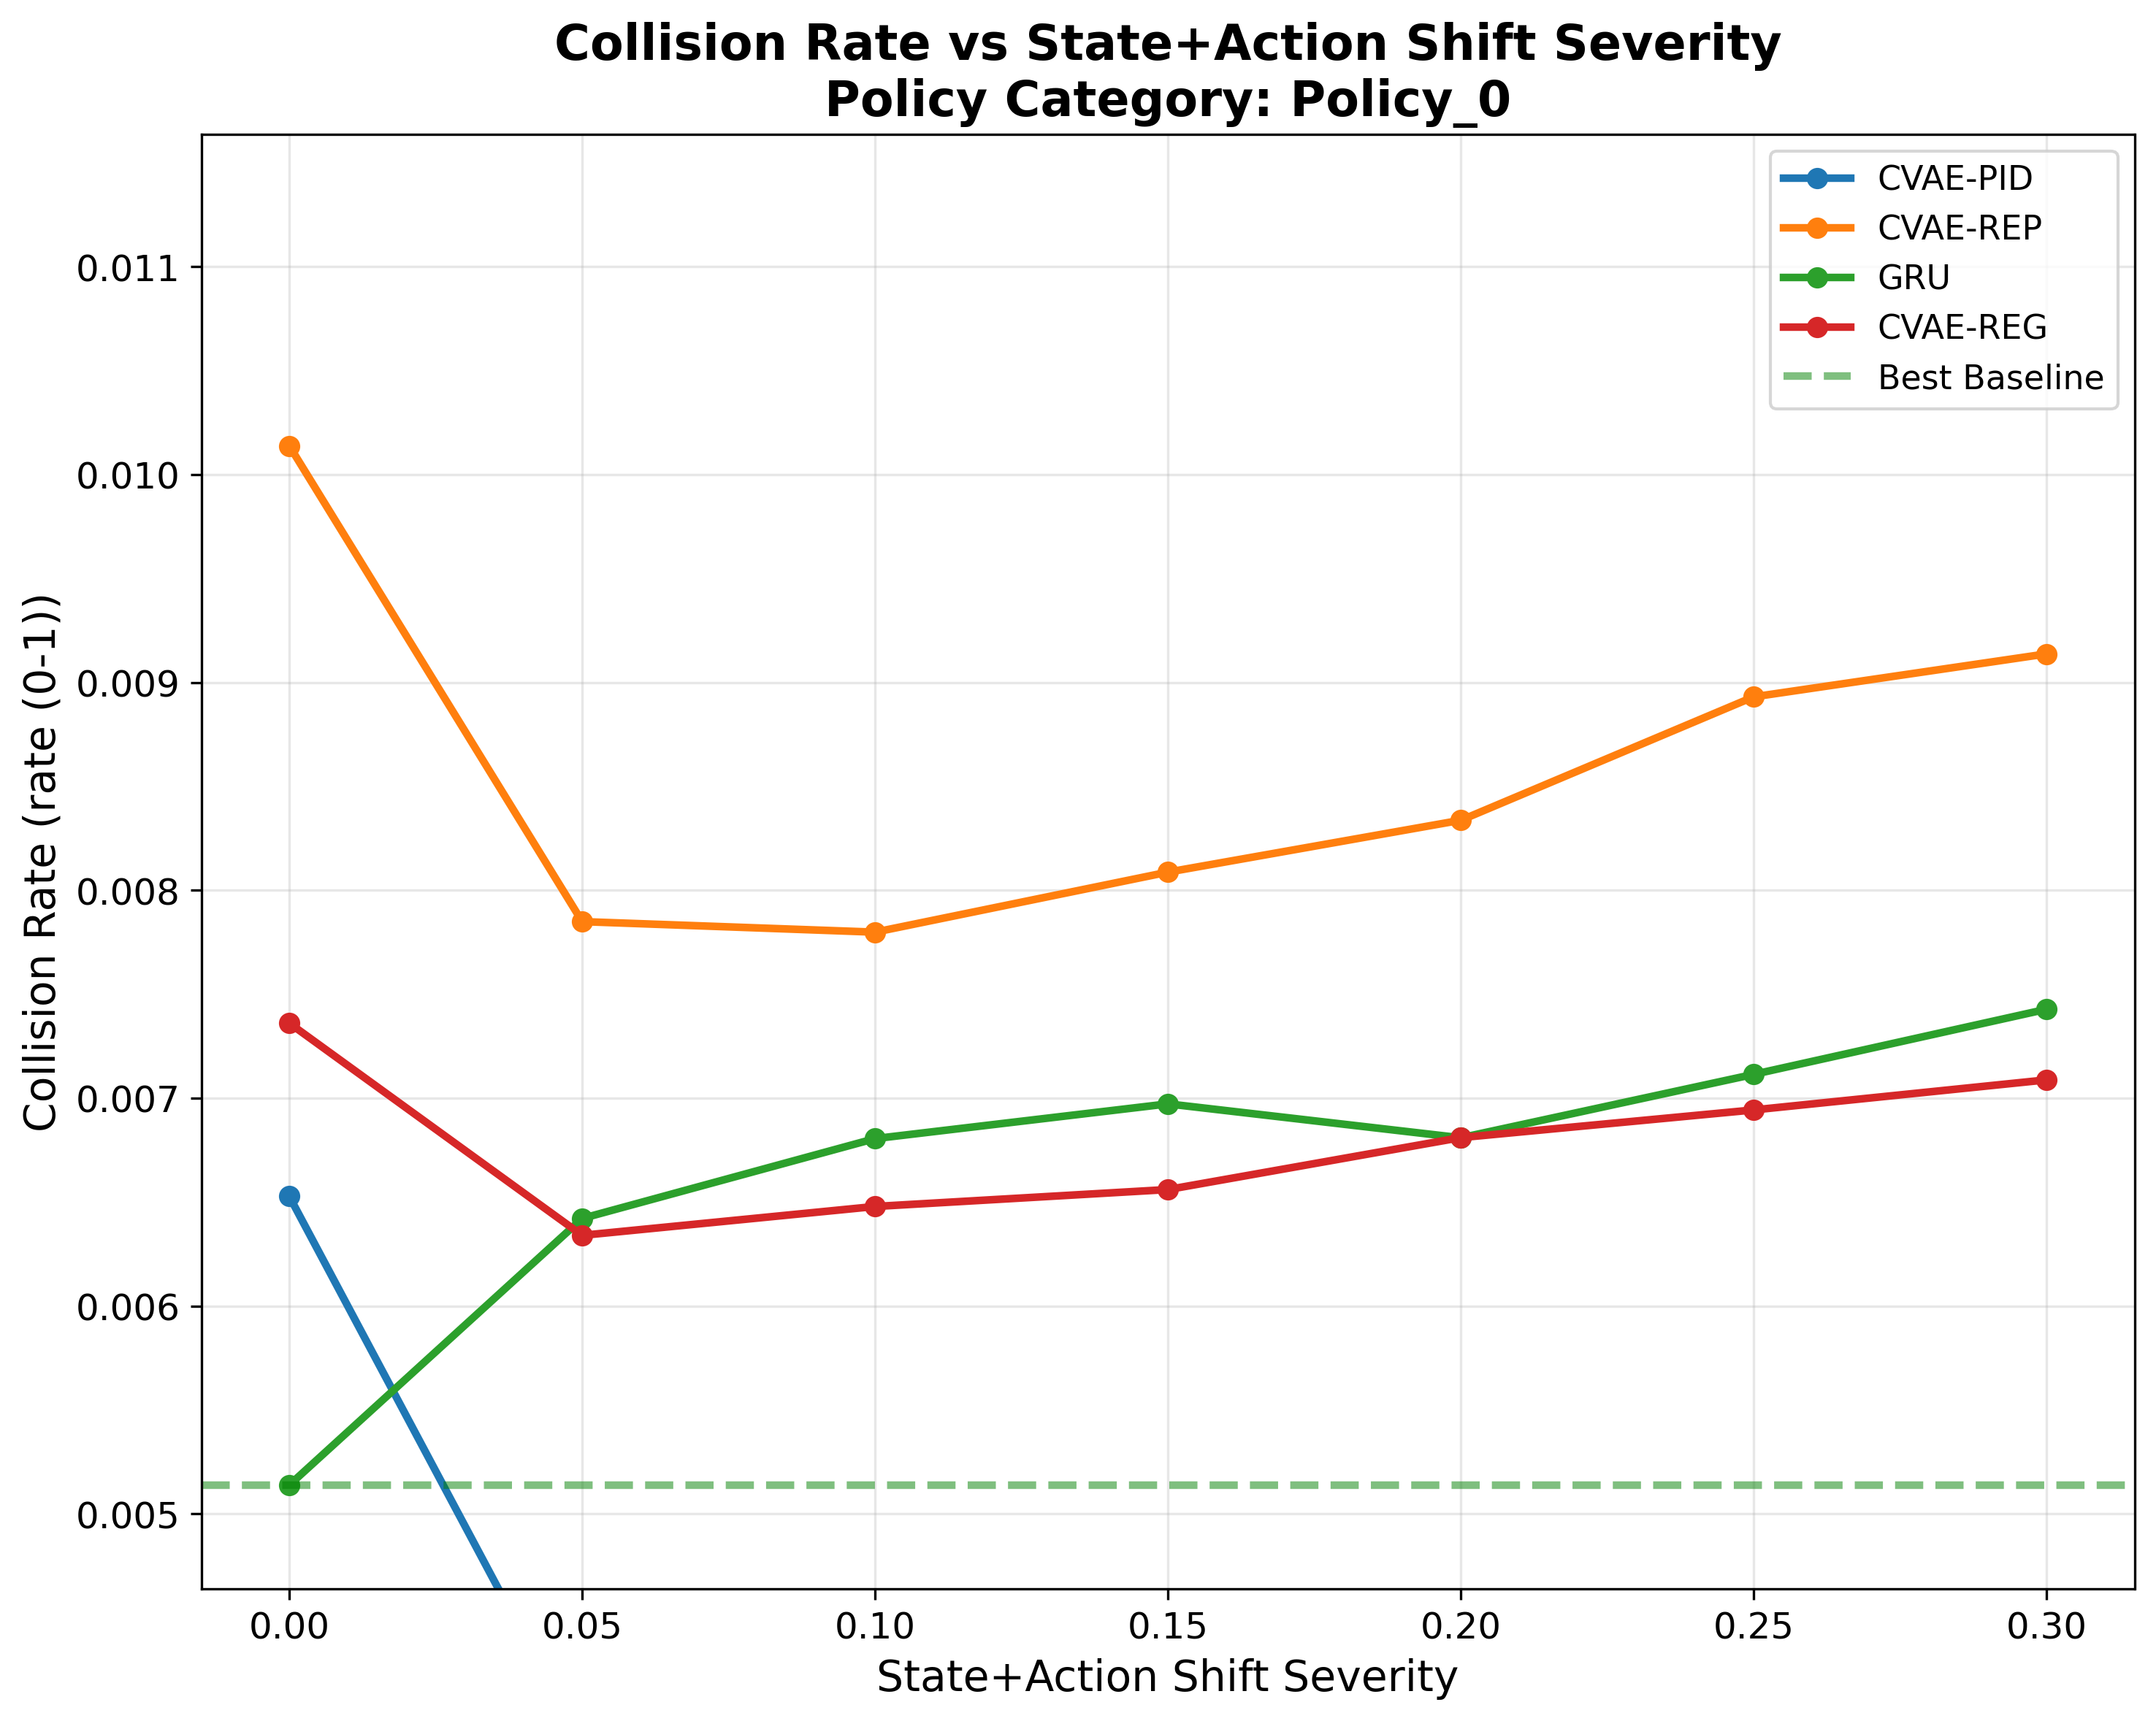 Collision Rate vs State+Action Shift Severity
Policy Category: Policy_0
CVAE-PID
CVAE-REP
GRU
CVAE-REG
Best Baseline
Collision Rate (rate (0-1))
0.011
0.010
0.009
0.008
0.007
0.006
0.005
0.00 0.05 0.10 0.15 0.20 0.25 0.30
State+Action Shift Severity